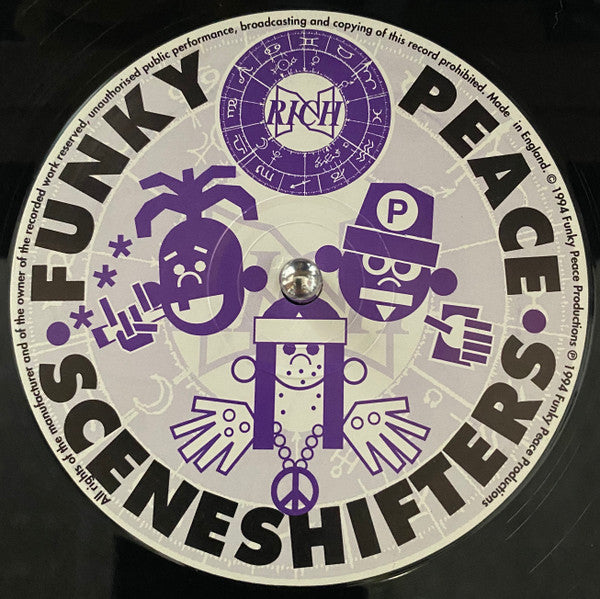 FUNKY PEACE
• SCENESHIFTERS •
RICH
P
RICH
All rights of the manufacturer and of the owner of the recorded work reserved, unauthorised public performance, broadcasting and copying of this record prohibited. Made in England. © 1994 Funky Peace Productions ℗ 1994 Funky Peace Productions